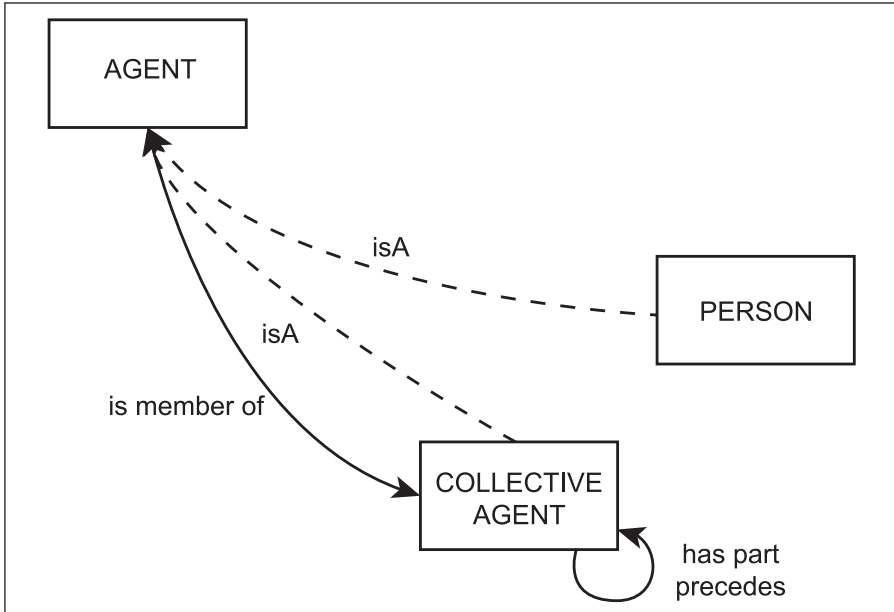 AGENT
isA
PERSON
isA
is member of
COLLECTIVE
AGENT
has part
precedes